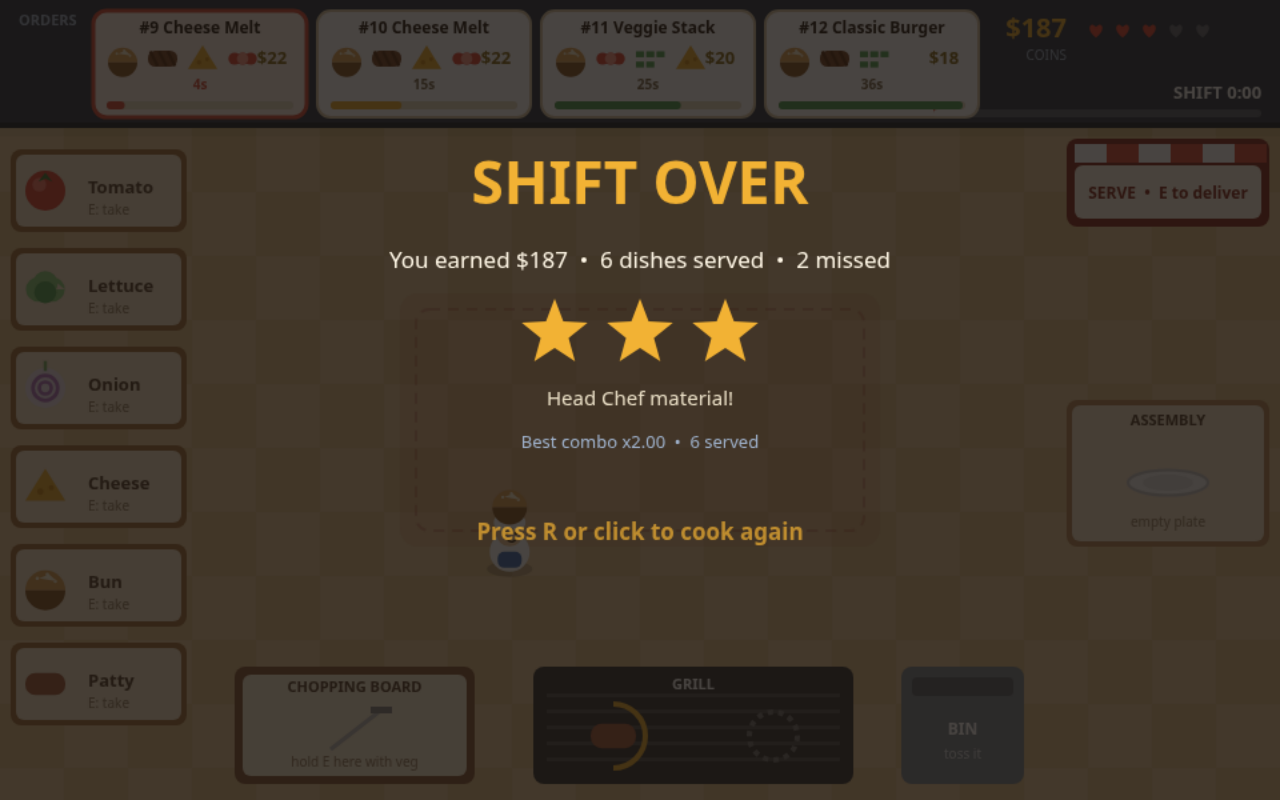 ORDERS
#9 Cheese Melt
$22
4s
#10 Cheese Melt
$22
15s
#11 Veggie Stack
$20
25s
#12 Classic Burger
$18
36s
$187
COINS
SHIFT 0:00
SHIFT OVER
You earned $187 • 6 dishes served • 2 missed
Head Chef material!
Best combo x2.00 • 6 served
Press R or click to cook again
Tomato
E: take
Lettuce
E: take
Onion
E: take
Cheese
E: take
Bun
E: take
Patty
E: take
SERVE • E to deliver
ASSEMBLY
empty plate
CHOPPING BOARD
hold E here with veg
GRILL
BIN
toss it